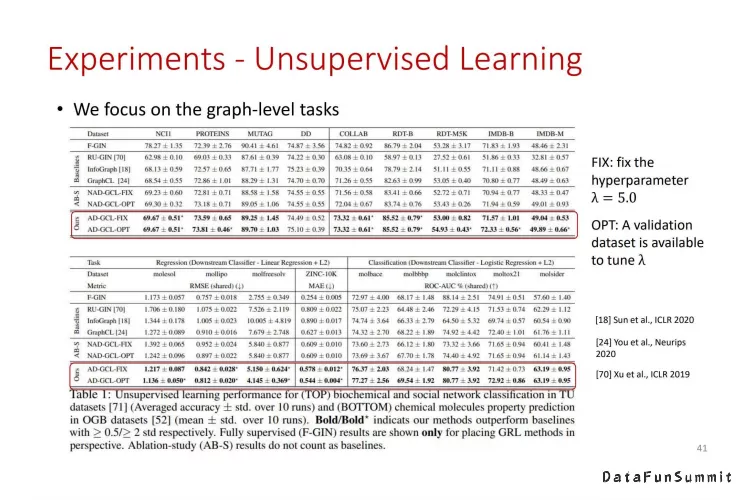 Experiments - Unsupervised Learning
• We focus on the graph-level tasks
Dataset NCI1 PROTEINS MUTAG DD COLLAB RDT-B RDT-M5K IMDB-B IMDB-M
F-GIN 78.27 ± 1.35 72.39 ± 2.76 90.41 ± 4.61 74.87 ± 3.56 74.82 ± 0.92 86.79 ± 2.04 53.28 ± 3.17 71.83 ± 1.93 48.46 ± 2.31
Baselines
RU-GIN [70] 62.98 ± 0.10 69.03 ± 0.33 87.61 ± 0.39 74.22 ± 0.30 63.08 ± 0.10 58.97 ± 0.13 27.52 ± 0.61 51.86 ± 0.33 32.81 ± 0.57
InfoGraph [18] 68.13 ± 0.59 72.57 ± 0.65 87.71 ± 1.77 75.23 ± 0.39 70.35 ± 0.64 78.79 ± 2.14 51.11 ± 0.55 71.11 ± 0.88 48.66 ± 0.67
GraphCL [24] 68.54 ± 0.55 72.86 ± 1.01 88.29 ± 1.31 74.70 ± 0.70 71.26 ± 0.55 82.63 ± 0.99 53.05 ± 0.40 70.80 ± 0.77 48.49 ± 0.63
AB-S
NAD-GCL-FIX 69.23 ± 0.60 72.81 ± 0.71 88.58 ± 1.58 74.55 ± 0.55 71.56 ± 0.58 83.41 ± 0.66 52.72 ± 0.71 70.94 ± 0.77 48.33 ± 0.47
NAD-GCL-OPT 69.30 ± 0.32 73.18 ± 0.71 89.05 ± 1.06 74.55 ± 0.55 72.04 ± 0.67 83.74 ± 0.76 53.43 ± 0.26 71.94 ± 0.59 49.01 ± 0.93
Ours
AD-GCL-FIX 69.67 ± 0.51* 73.59 ± 0.65 89.25 ± 1.45 74.49 ± 0.52 73.32 ± 0.61* 85.52 ± 0.79* 53.00 ± 0.82 71.57 ± 1.01 49.04 ± 0.53
AD-GCL-OPT 69.67 ± 0.51* 73.81 ± 0.46* 89.70 ± 1.03 75.10 ± 0.39 73.32 ± 0.61* 85.52 ± 0.79* 54.93 ± 0.43* 72.33 ± 0.56* 49.89 ± 0.66*
FIX: fix the
hyperparameter
λ = 5.0
OPT: A validation
dataset is available
to tune λ
Task Regression (Downstream Classifier - Linear Regression + L2) Classification (Downstream Classifier - Logistic Regression + L2)
Dataset molesol mollipo molfreesolv ZINC-10K molbace molbbbp molclintox moltox21 molsider
Metric RMSE (shared) (↓) MAE (↓) ROC-AUC % (shared) (↑)
F-GIN 1.173 ± 0.057 0.757 ± 0.018 2.755 ± 0.349 0.254 ± 0.005 72.97 ± 4.00 68.17 ± 1.48 88.14 ± 2.51 74.91 ± 0.51 57.60 ± 1.40
Baselines
RU-GIN [70] 1.706 ± 0.180 1.075 ± 0.022 7.526 ± 2.119 0.809 ± 0.022 75.07 ± 2.23 64.48 ± 2.46 72.29 ± 4.15 71.53 ± 0.74 62.29 ± 1.12
InfoGraph [18] 1.344 ± 0.178 1.005 ± 0.023 10.005 ± 4.819 0.890 ± 0.017 74.74 ± 3.64 66.33 ± 2.79 64.50 ± 5.32 69.74 ± 0.57 60.54 ± 0.90
GraphCL [24] 1.272 ± 0.089 0.910 ± 0.016 7.679 ± 2.748 0.627 ± 0.013 74.32 ± 2.70 68.22 ± 1.89 74.92 ± 4.42 72.40 ± 1.01 61.76 ± 1.11
AB-S
NAD-GCL-FIX 1.392 ± 0.065 0.952 ± 0.024 5.840 ± 0.877 0.609 ± 0.010 73.60 ± 2.73 66.12 ± 1.80 73.32 ± 3.66 71.65 ± 0.94 60.41 ± 1.48
NAD-GCL-OPT 1.242 ± 0.096 0.897 ± 0.022 5.840 ± 0.877 0.609 ± 0.010 73.69 ± 3.67 67.70 ± 1.78 74.40 ± 4.92 71.65 ± 0.94 61.14 ± 1.43
Ours
AD-GCL-FIX 1.217 ± 0.087 0.842 ± 0.028* 5.150 ± 0.624* 0.578 ± 0.012* 76.37 ± 2.03 68.24 ± 1.47 80.77 ± 3.92 71.42 ± 0.73 63.19 ± 0.95
AD-GCL-OPT 1.136 ± 0.050* 0.812 ± 0.020* 4.145 ± 0.369* 0.544 ± 0.004* 77.27 ± 2.56 69.54 ± 1.92 80.77 ± 3.92 72.92 ± 0.86 63.19 ± 0.95
[18] Sun et al., ICLR 2020
[24] You et al., Neurips
2020
[70] Xu et al., ICLR 2019
Table 1: Unsupervised learning performance for (TOP) biochemical and social network classification in TU
datasets [71] (Averaged accuracy ± std. over 10 runs) and (BOTTOM) chemical molecules property prediction
in OGB datasets [52] (mean ± std. over 10 runs). Bold/Bold* indicats our methods outperform baselines
with ≥ 0.5/≥ 2 std respectively. Fully supervised (F-GIN) results are shown only for placing GRL methods in
perspective. Ablation-study (AB-S) results do not count as baselines.
41
DataFunSummit